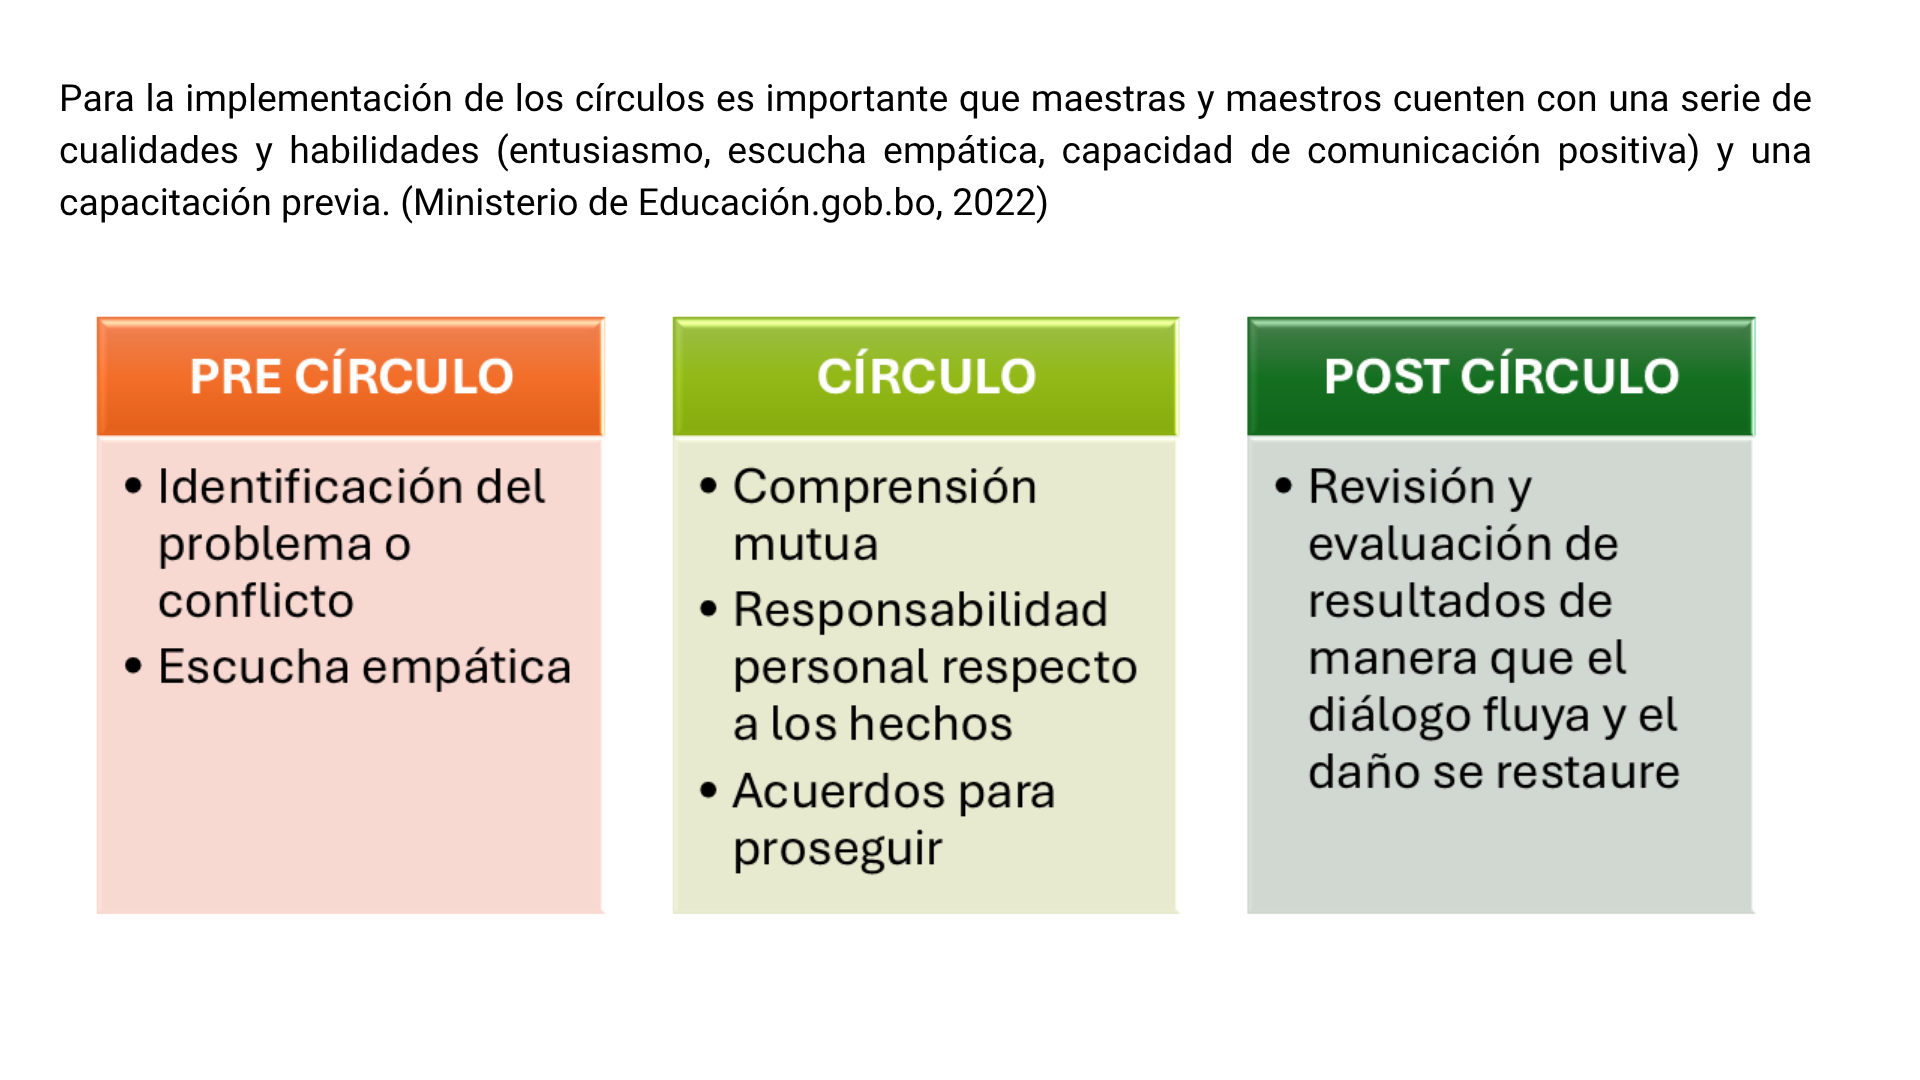 Para la implementación de los círculos es importante que maestras y maestros cuenten con una serie de
cualidades y habilidades (entusiasmo, escucha empática, capacidad de comunicación positiva) y una
capacitación previa. (Ministerio de Educación.gob.bo, 2022)
PRE CÍRCULO
• Identificación del
problema o
conflicto
• Escucha empática
CÍRCULO
• Comprensión
mutua
• Responsabilidad
personal respecto
a los hechos
• Acuerdos para
proseguir
POST CÍRCULO
• Revisión y
evaluación de
resultados de
manera que el
diálogo fluya y el
daño se restaure